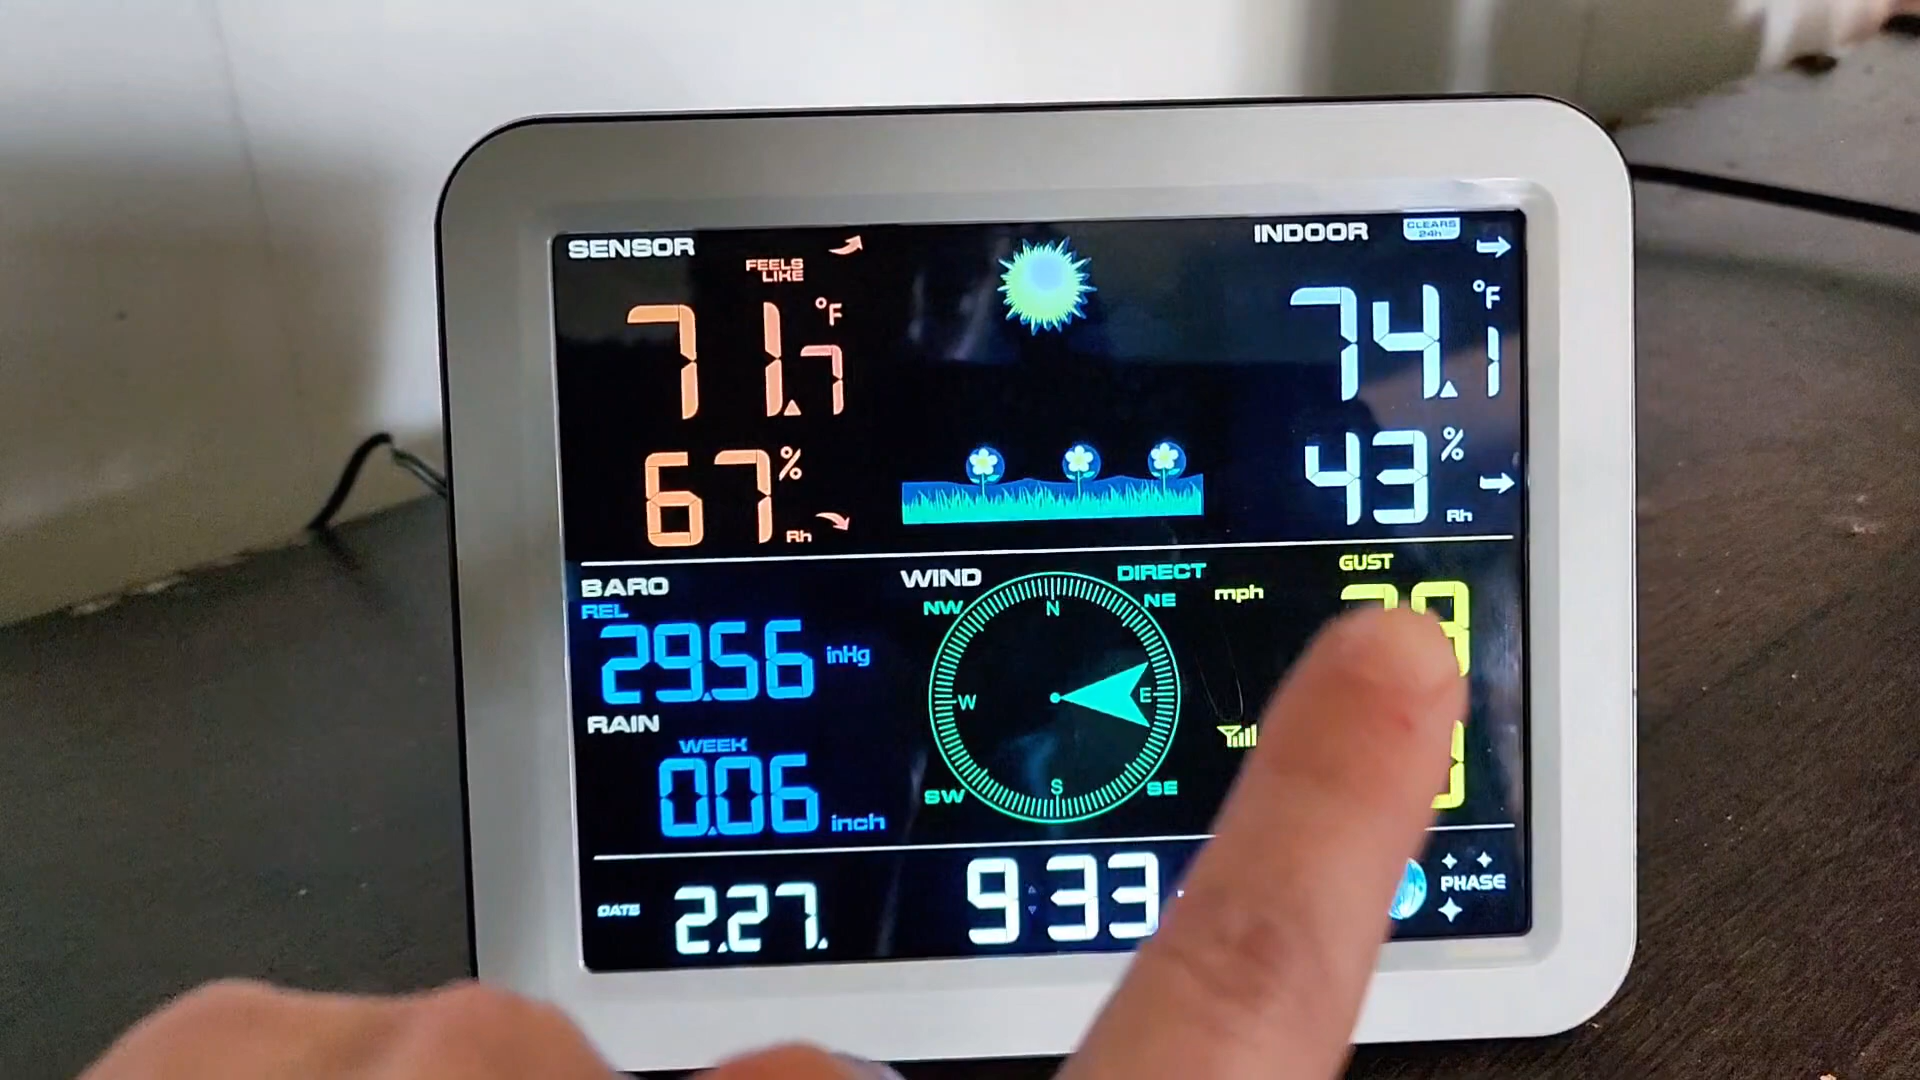 SENSOR
FEELS
LIKE
71.7 °F
67 %
Rh
INDOOR
CLEARS
24h
74.1 °F
43 %
Rh
BARO
REL
29.56 inHg
RAIN
WEEK
0.06 inch
WIND
DIRECT
N
NE
E
SE
S
SW
W
NW
GUST
mph
DATE
2.27.
9:33
PHASE